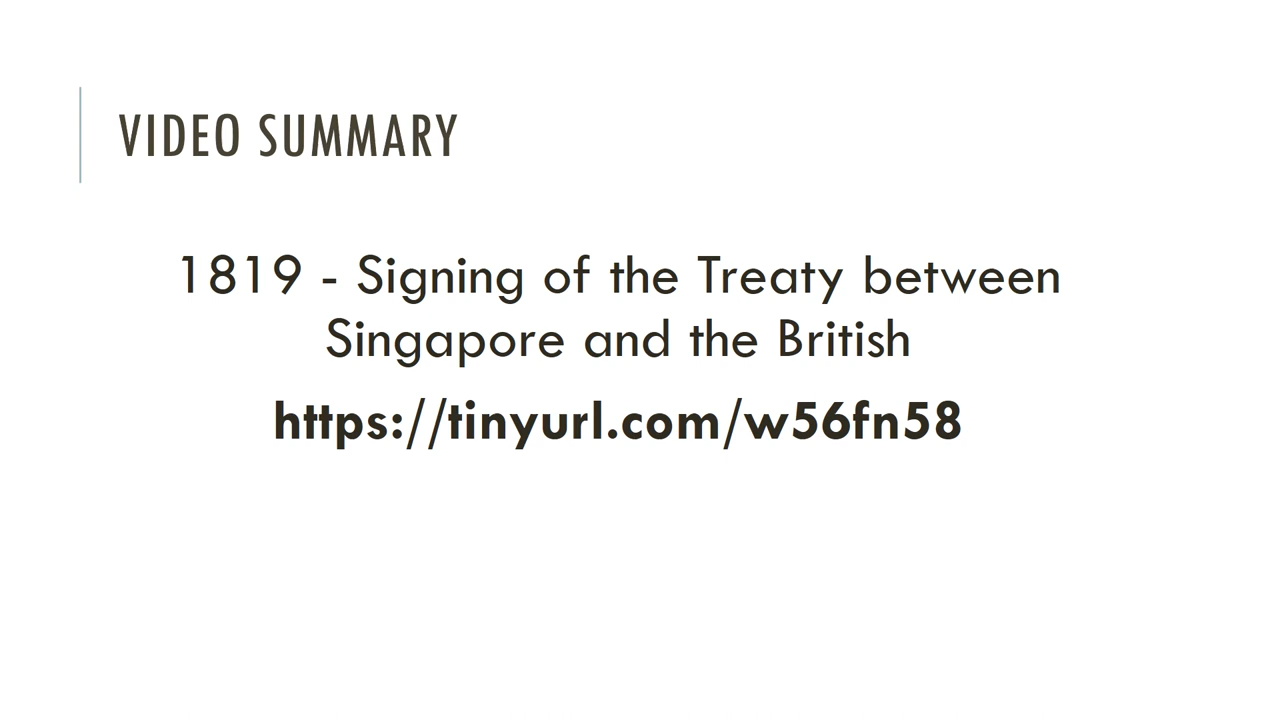 VIDEO SUMMARY
1819 - Signing of the Treaty between
Singapore and the British
https://tinyurl.com/w56fn58